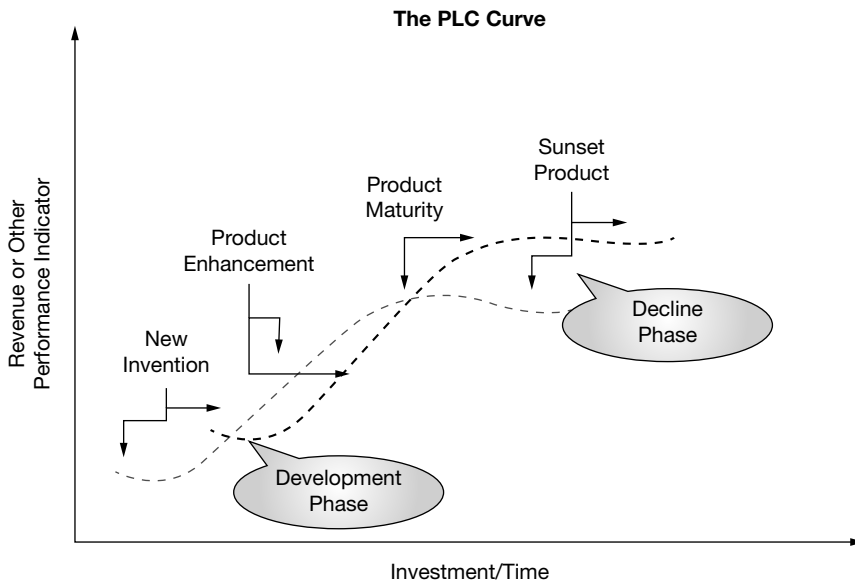 The PLC Curve
Revenue or Other
Performance Indicator
New
Invention
Product
Enhancement
Product
Maturity
Sunset
Product
Decline
Phase
Development
Phase
Investment/Time